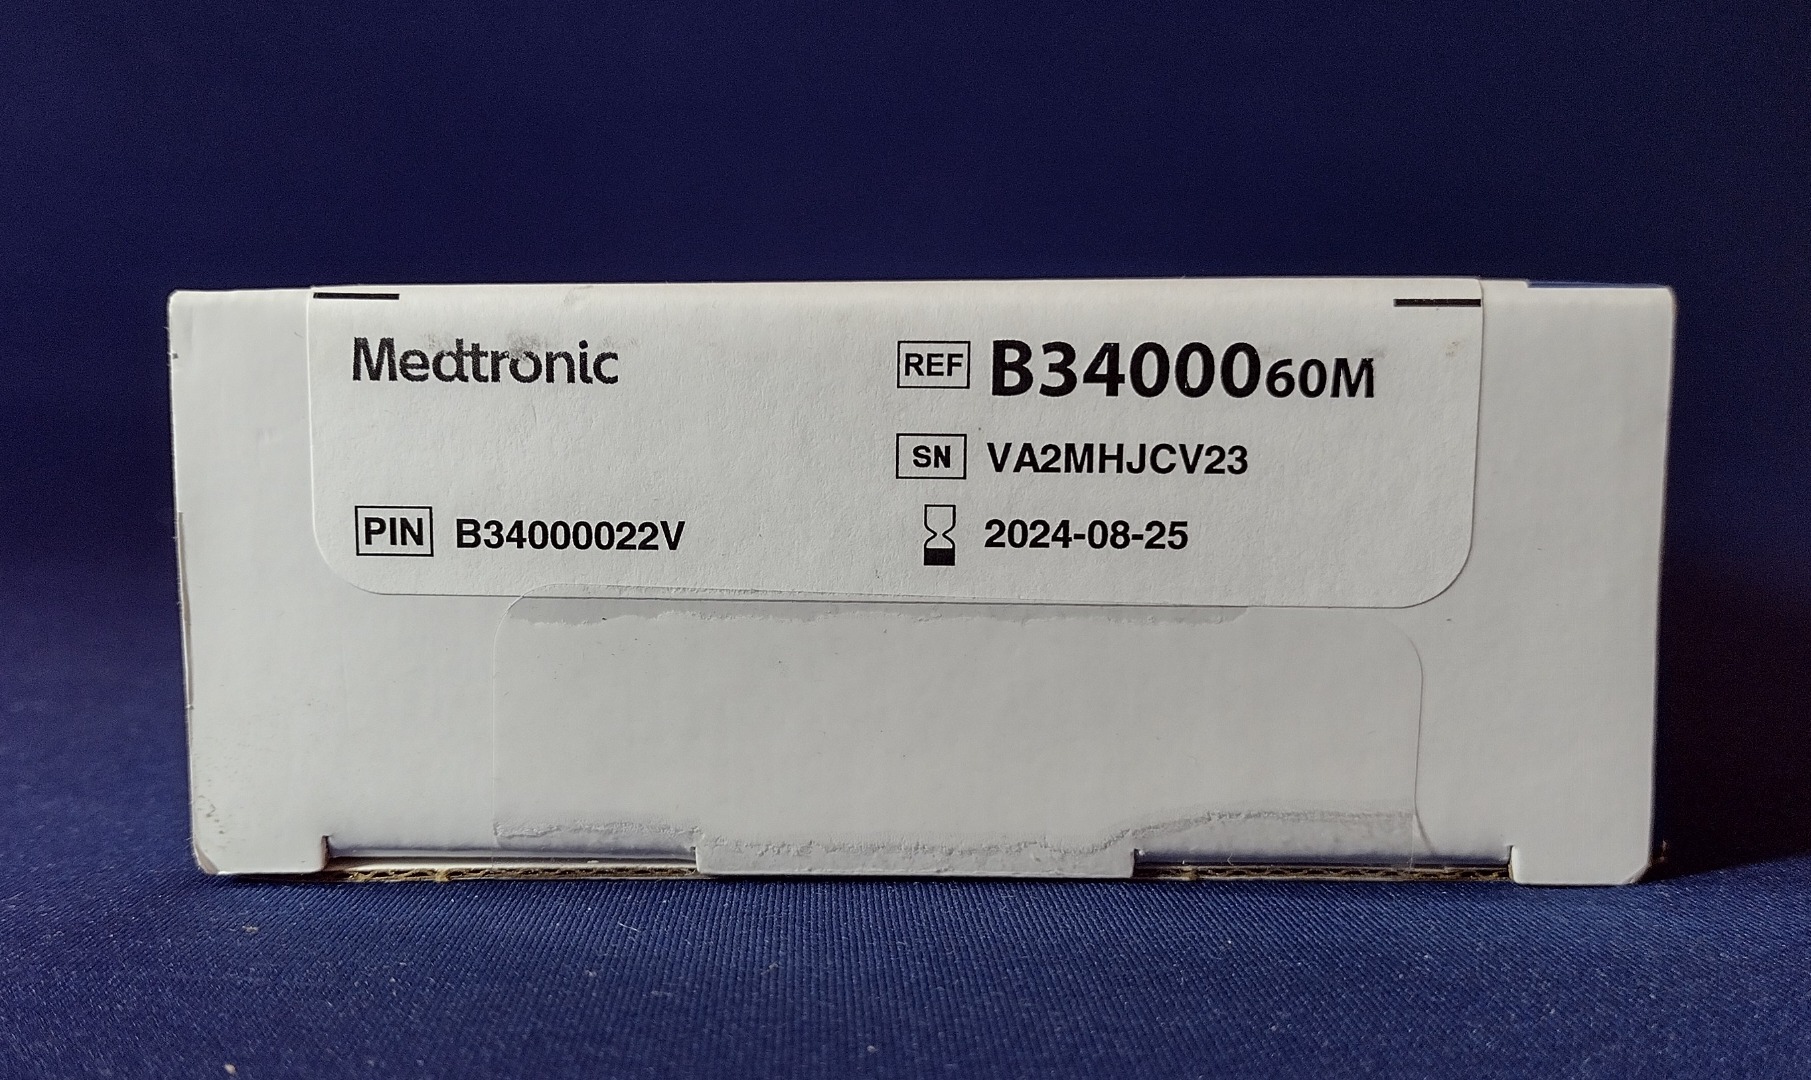 Medtronic
REF B3400060M
SN VA2MHJCV23
PIN B34000022V
2024-08-25